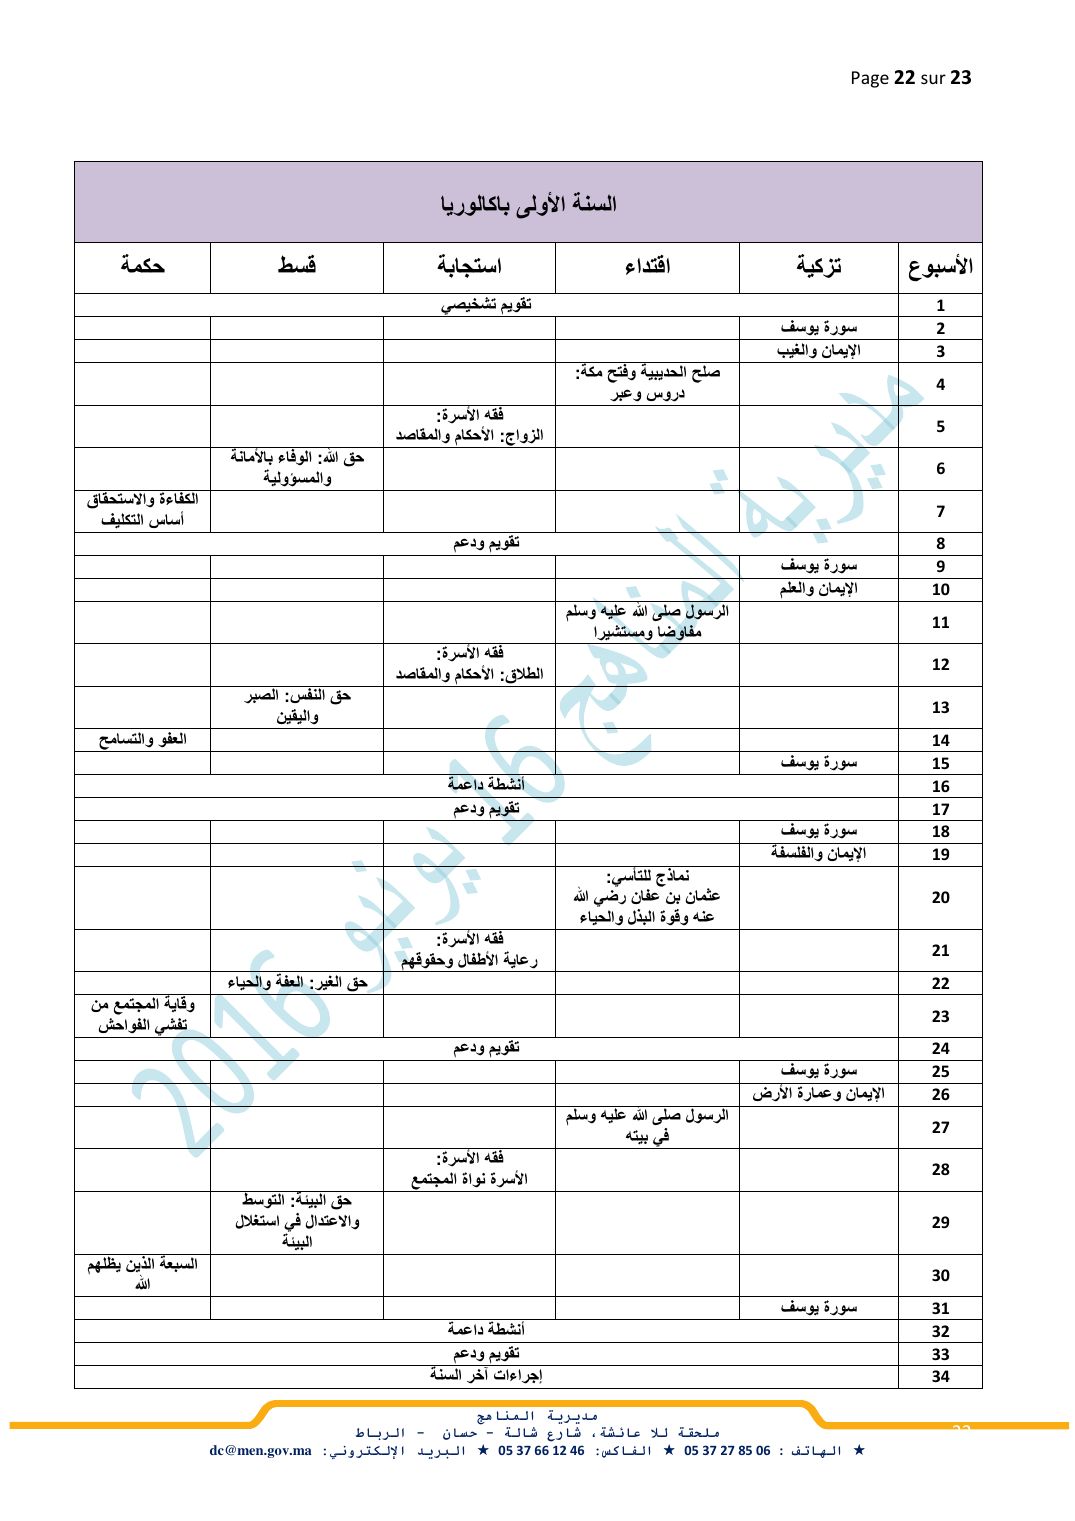 Page 22 sur 23
السنة الأولى باكالوريا
الأسبوع تزكية اقتداء استجابة قسط حكمة
1 تقويم تشخيصي
2 سورة يوسف
3 الإيمان والغيب
4 صلح الحديبية وفتح مكة:
دروس وعبر
5 فقه الأسرة:
الزواج: الأحكام والمقاصد
6 حق الله: الوفاء بالأمانة
والمسؤولية
7 الكفاءة والاستحقاق
أساس التكليف
8 تقويم ودعم
9 سورة يوسف
10 الإيمان والعلم
11 الرسول صلى الله عليه وسلم
مفاوضا ومستشيرا
12 فقه الأسرة:
الطلاق: الأحكام والمقاصد
13 حق النفس: الصبر
واليقين
14 العفو والتسامح
15 سورة يوسف
16 أنشطة داعمة
17 تقويم ودعم
18 سورة يوسف
19 الإيمان والفلسفة
20 نماذج للتأسي:
عثمان بن عفان رضي الله
عنه وقوة البذل والحياء
21 فقه الأسرة:
رعاية الأطفال وحقوقهم
22 حق الغير: العفة والحياء
23 وقاية المجتمع من
تفشي الفواحش
24 تقويم ودعم
25 سورة يوسف
26 الإيمان وعمارة الأرض
27 الرسول صلى الله عليه وسلم
في بيته
28 فقه الأسرة:
الأسرة نواة المجتمع
29 حق البيئة: التوسط
والاعتدال في استغلال
البيئة
30 السبعة الذين يظلهم
الله
31 سورة يوسف
32 أنشطة داعمة
33 تقويم ودعم
34 إجراءات آخر السنة
مديرية المناهج 16 يونيو 2016
مديرية المناهج
ملحقة للا عائشة، شارع شالة – حسان – الرباط
★ الهاتف : 05 37 27 85 06 ★ الفاكس: 05 37 66 12 46 ★ البريد الإلكتروني: dc@men.gov.ma